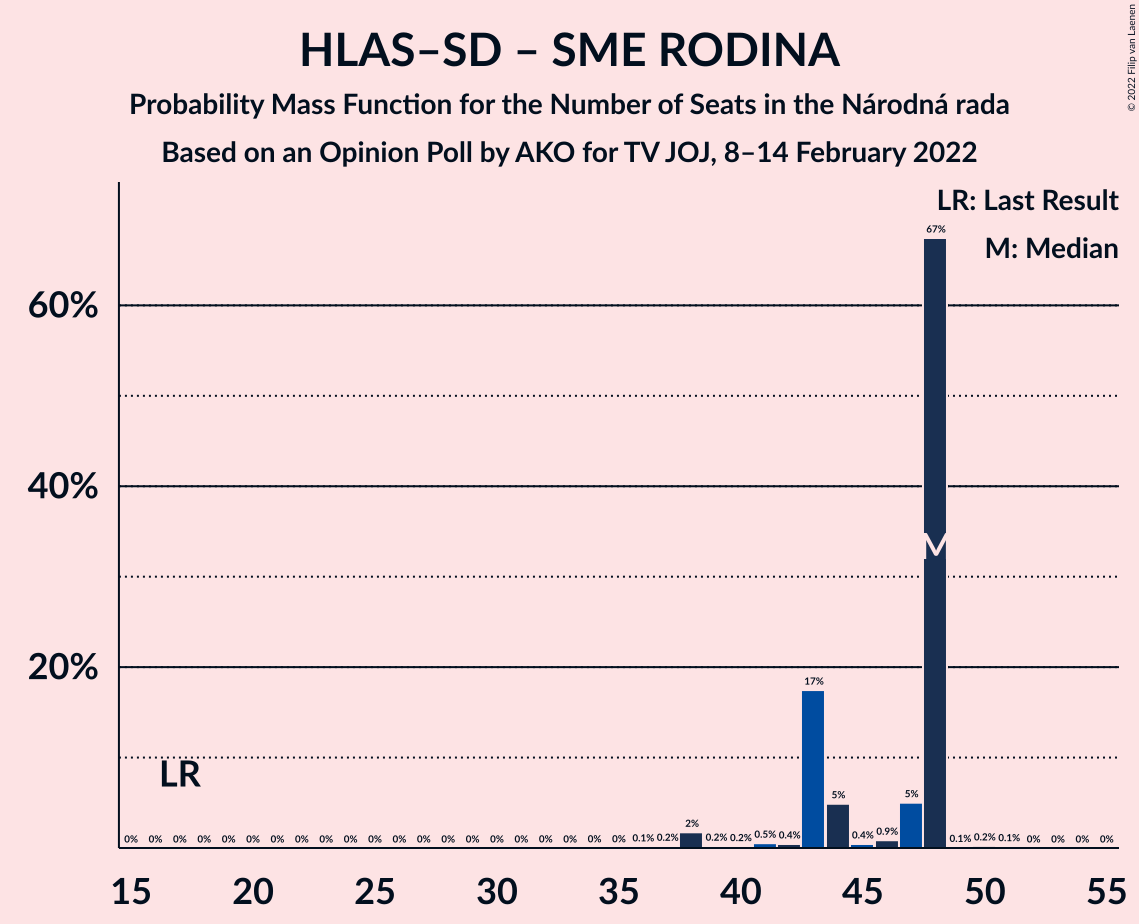 HLAS–SD – SME RODINA
Probability Mass Function for the Number of Seats in the Národná rada
Based on an Opinion Poll by AKO for TV JOJ, 8–14 February 2022
© 2022 Filip van Laenen
LR: Last Result
M: Median
67%
60%
40%
M
20%
17%
LR
0% 0% 0% 0% 0% 0% 0% 0% 0% 0% 0% 0% 0% 0% 0% 0% 0% 0% 0% 0% 0% 0.1% 0.2% 2% 0.2% 0.2% 0.5% 0.4% 5% 0.4% 0.9% 5% 0.1% 0.2% 0.1% 0% 0% 0% 0%
15 20 25 30 35 40 45 50 55